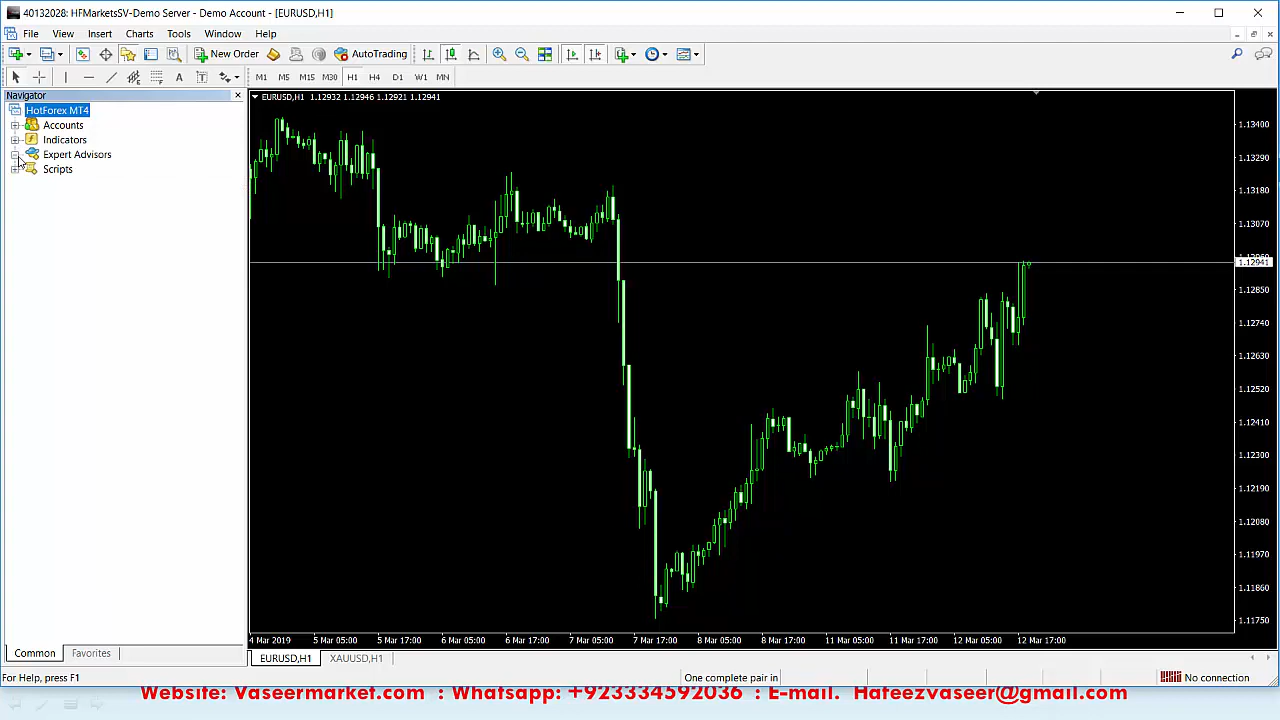 40132028: HFMarketsSV-Demo Server - Demo Account - [EURUSD,H1]
File View Insert Charts Tools Window Help
New Order AutoTrading
A T M1 M5 M15 M30 H1 H4 D1 W1 MN
Navigator
HotForex MT4
Accounts
Indicators
Expert Advisors
Scripts
EURUSD,H1 1.12932 1.12946 1.12921 1.12941
1.13400
1.13290
1.13180
1.13070
1.12941
1.12850
1.12740
1.12630
1.12520
1.12410
1.12300
1.12190
1.12080
1.11970
1.11860
1.11750
4 Mar 2019 5 Mar 05:00 5 Mar 17:00 6 Mar 05:00 6 Mar 17:00 7 Mar 05:00 7 Mar 17:00 8 Mar 05:00 8 Mar 17:00 11 Mar 05:00 11 Mar 17:00 12 Mar 05:00 12 Mar 17:00
Common Favorites
EURUSD,H1 XAUUSD,H1
For Help, press F1
One complete pair in
No connection
Website: Vaseermarket.com : Whatsapp: +923334592036 : E-mail. Hafeezvaseer@gmail.com